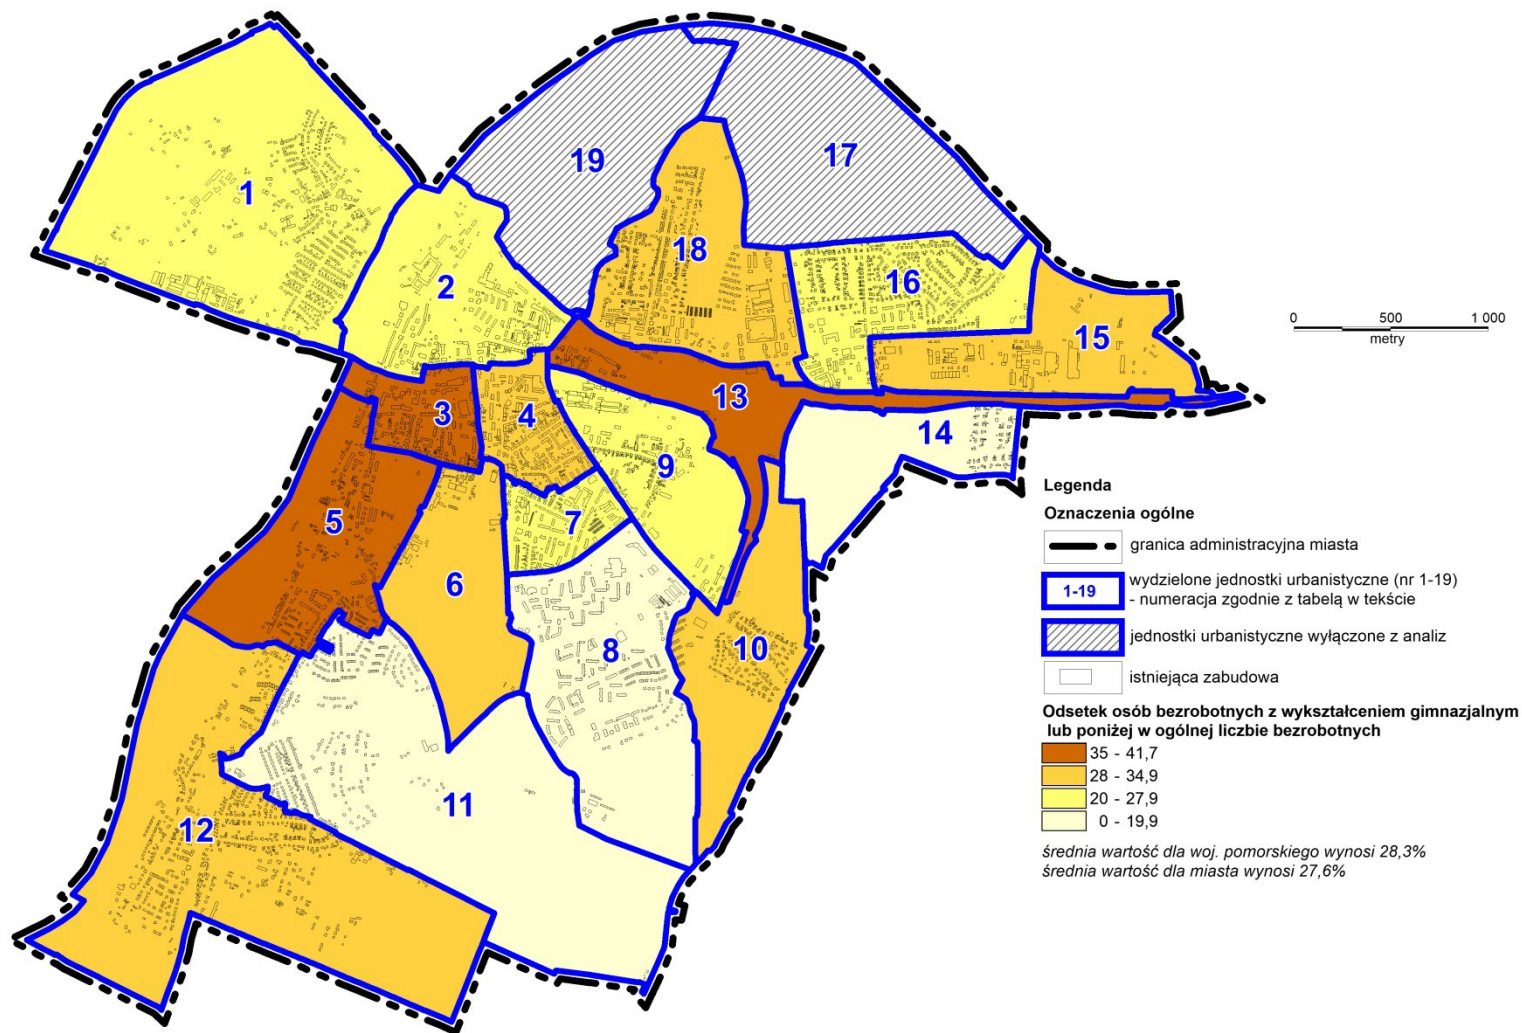 19
17
1
18
2
16
15
0 500 1 000
metry
13
3
4
14
9
5
7
6
8
10
11
12
Legenda
Oznaczenia ogólne
granica administracyjna miasta
1-19
wydzielone jednostki urbanistyczne (nr 1-19)
- numeracja zgodnie z tabelą w tekście
jednostki urbanistyczne wyłączone z analiz
istniejąca zabudowa
Odsetek osób bezrobotnych z wykształceniem gimnazjalnym
lub poniżej w ogólnej liczbie bezrobotnych
35 - 41,7
28 - 34,9
20 - 27,9
0 - 19,9
średnia wartość dla woj. pomorskiego wynosi 28,3%
średnia wartość dla miasta wynosi 27,6%